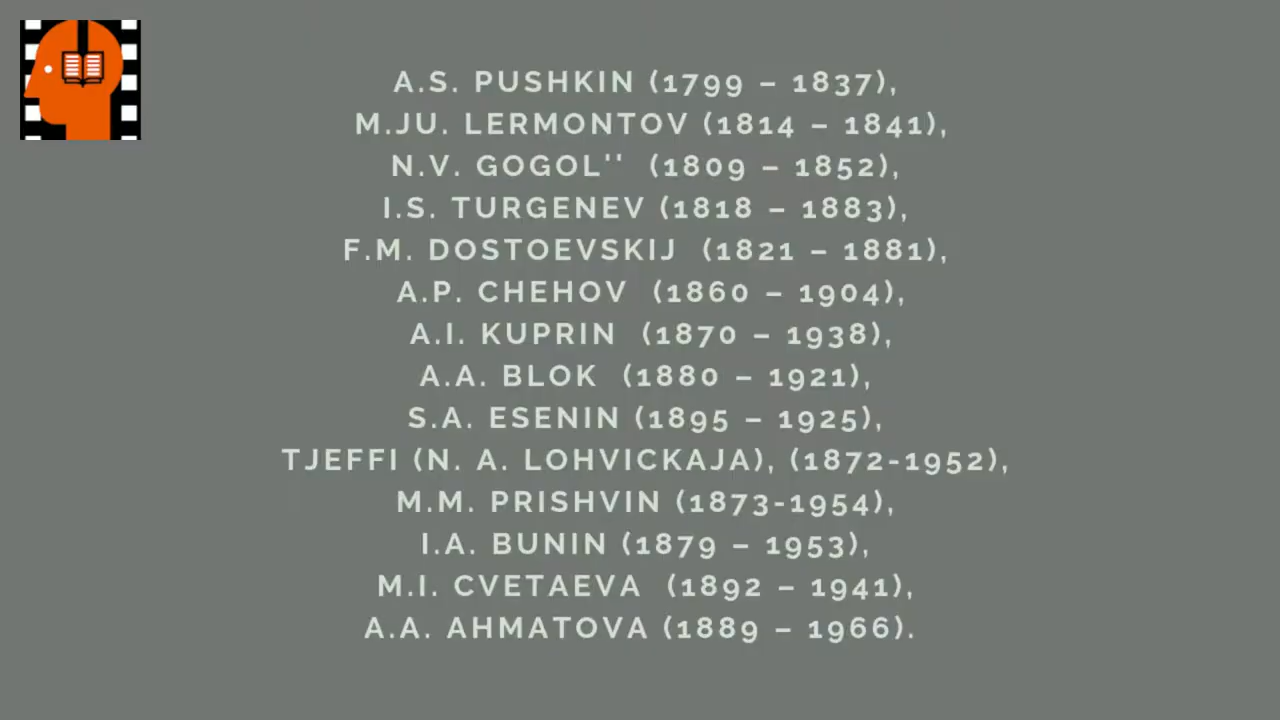 A.S. PUSHKIN (1799 – 1837),
M.JU. LERMONTOV (1814 – 1841),
N.V. GOGOL'' (1809 – 1852),
I.S. TURGENEV (1818 – 1883),
F.M. DOSTOEVSKIJ (1821 – 1881),
A.P. CHEHOV (1860 – 1904),
A.I. KUPRIN (1870 – 1938),
A.A. BLOK (1880 – 1921),
S.A. ESENIN (1895 – 1925),
TJEFFI (N. A. LOHVICKAJA), (1872-1952),
M.M. PRISHVIN (1873-1954),
I.A. BUNIN (1879 – 1953),
M.I. CVETAEVA (1892 – 1941),
A.A. AHMATOVA (1889 – 1966).